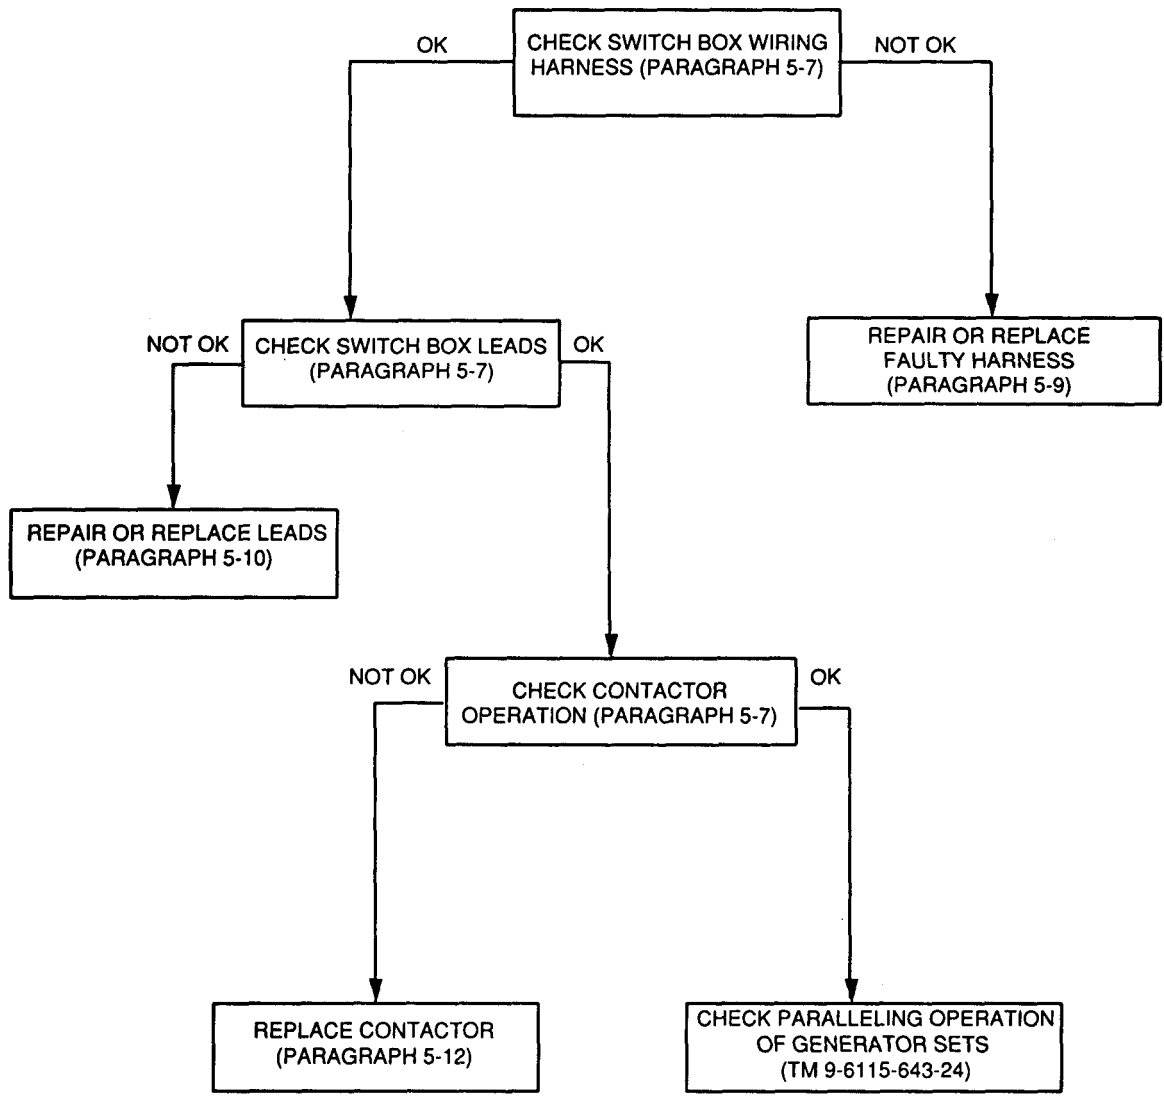 OK
CHECK SWITCH BOX WIRING
HARNESS (PARAGRAPH 5-7)
NOT OK
NOT OK
CHECK SWITCH BOX LEADS
(PARAGRAPH 5-7)
OK
REPAIR OR REPLACE
FAULTY HARNESS
(PARAGRAPH 5-9)
REPAIR OR REPLACE LEADS
(PARAGRAPH 5-10)
NOT OK
CHECK CONTACTOR
OPERATION (PARAGRAPH 5-7)
OK
REPLACE CONTACTOR
(PARAGRAPH 5-12)
CHECK PARALLELING OPERATION
OF GENERATOR SETS
(TM 9-6115-643-24)